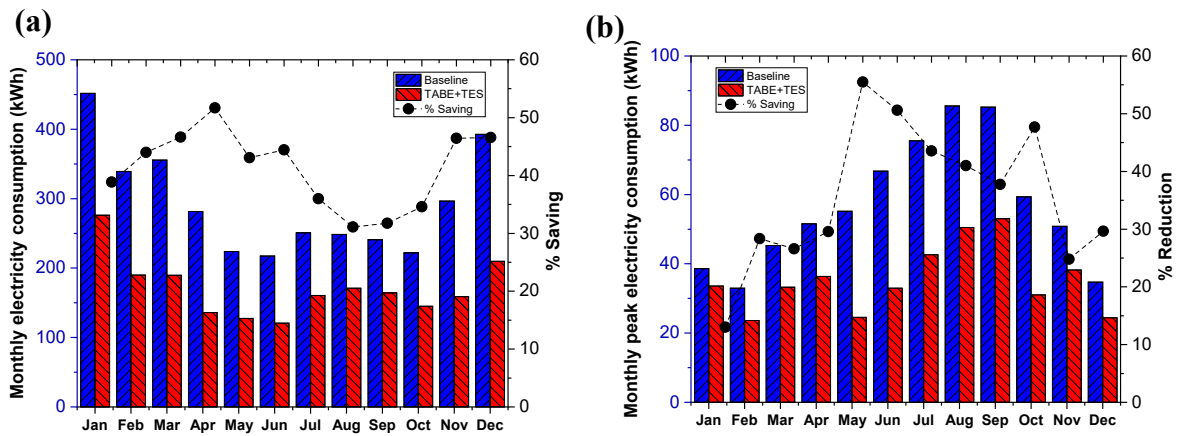 (a)
Monthly electricity consumption (kWh)
500
400
300
200
100
0
Baseline
TABE+TES
% Saving
60
50
40
30
20
10
0
% Saving
Jan Feb Mar Apr May Jun Jul Aug Sep Oct Nov Dec
(b)
Monthly peak electricity consumption (kWh)
100
80
60
40
20
0
Baseline
TABE+TES
% Saving
60
50
40
30
20
10
0
% Reduction
Jan Feb Mar Apr May Jun Jul Aug Sep Oct Nov Dec